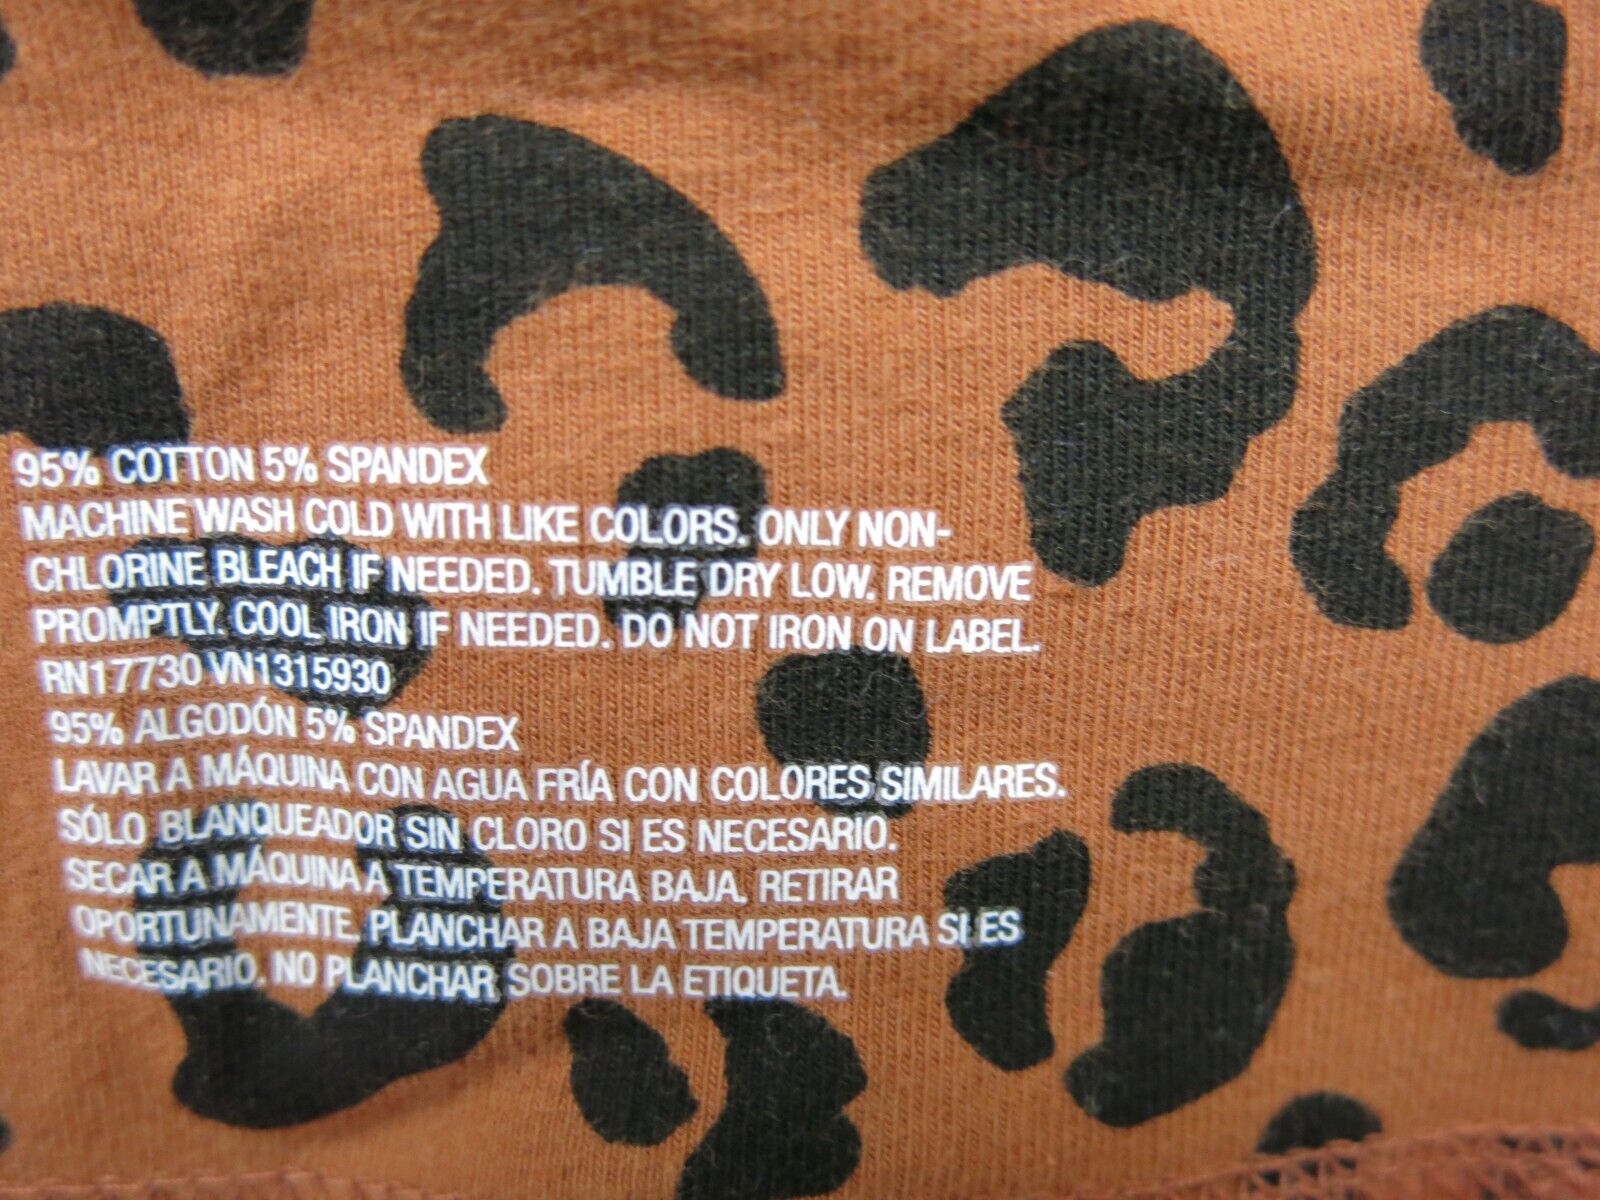 95% COTTON 5% SPANDEX
MACHINE WASH COLD WITH LIKE COLORS. ONLY NON-
CHLORINE BLEACH IF NEEDED. TUMBLE DRY LOW. REMOVE
PROMPTLY. COOL IRON IF NEEDED. DO NOT IRON ON LABEL.
RN17730 VN1315930
95% ALGODÓN 5% SPANDEX
LAVAR A MÁQUINA CON AGUA FRÍA CON COLORES SIMILARES.
SÓLO BLANQUEADOR SIN CLORO SI ES NECESARIO.
SECAR A MÁQUINA A TEMPERATURA BAJA. RETIRAR
OPORTUNAMENTE. PLANCHAR A BAJA TEMPERATURA SI ES
NECESARIO. NO PLANCHAR SOBRE LA ETIQUETA.